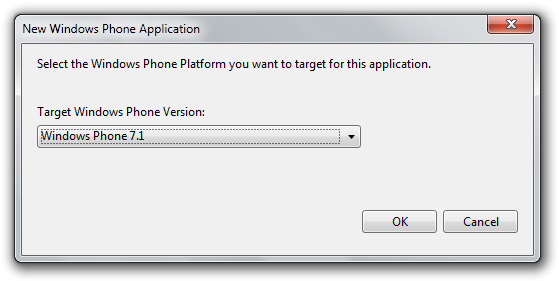 New Windows Phone Application
Select the Windows Phone Platform you want to target for this application.
Target Windows Phone Version:
Windows Phone 7.1
OK
Cancel